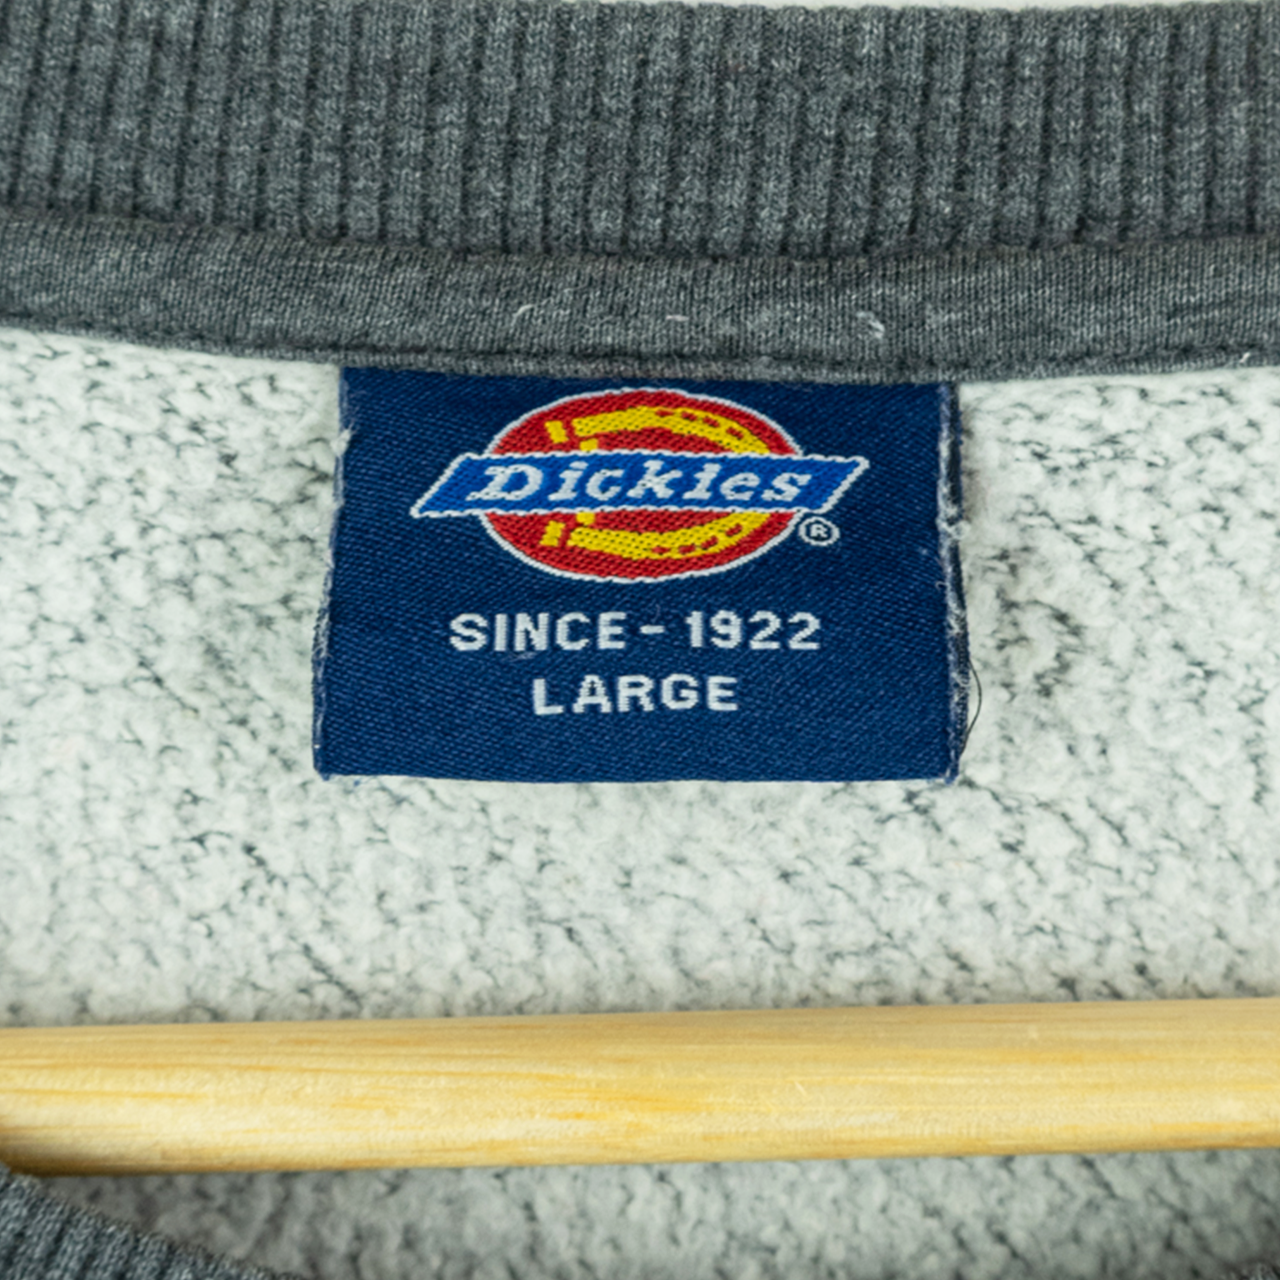 Dickies
®
SINCE - 1922
LARGE